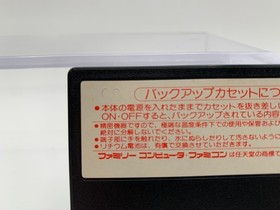 バックアップカセットにつ
●本体の電源を入れたままでカセットを抜き差し
ON・OFFすると、バックアップされている内容
●精密機器ですので、極端な温度条件下での使用や保管および
絶対に分解しないでください。
●端子部に手を触れたり、水にぬらしたりして汚さないよう
●リチウム電池は、有償で交換させていただきます。
ファミリーコンピュータ・ファミコンは任天堂の商標で